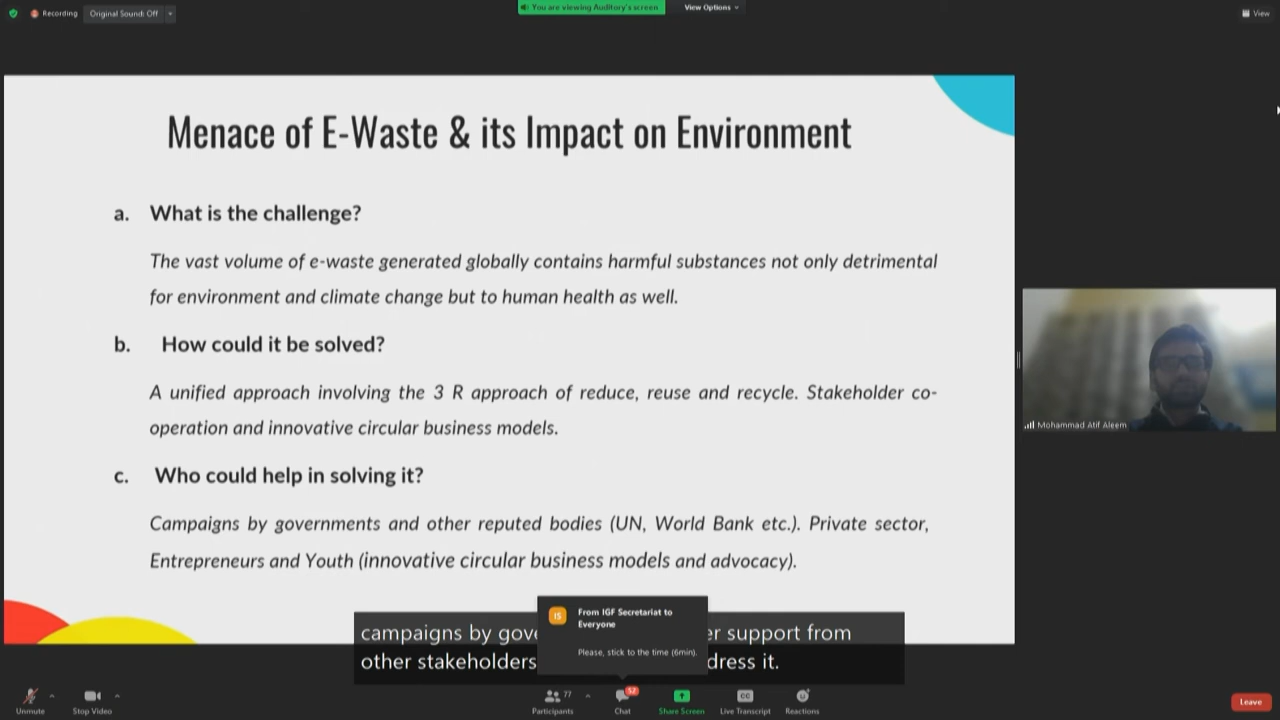 Recording
Original Sound: Off
You are viewing Auditory's screen
View Options
View
Menace of E-Waste & its Impact on Environment
a. What is the challenge?
The vast volume of e-waste generated globally contains harmful substances not only detrimental
for environment and climate change but to human health as well.
b. How could it be solved?
A unified approach involving the 3 R approach of reduce, reuse and recycle. Stakeholder co-
operation and innovative circular business models.
c. Who could help in solving it?
Campaigns by governments and other reputed bodies (UN, World Bank etc.). Private sector,
Entrepreneurs and Youth (innovative circular business models and advocacy).
Mohammad Atif Aleem
IS
From IGF Secretariat to
Everyone
Please, stick to the time (6min).
campaigns by support from
other stakeholders it.
Unmute
Stop Video
77
Participants
52
Chat
Share Screen
CC
Live Transcript
Reactions
Leave